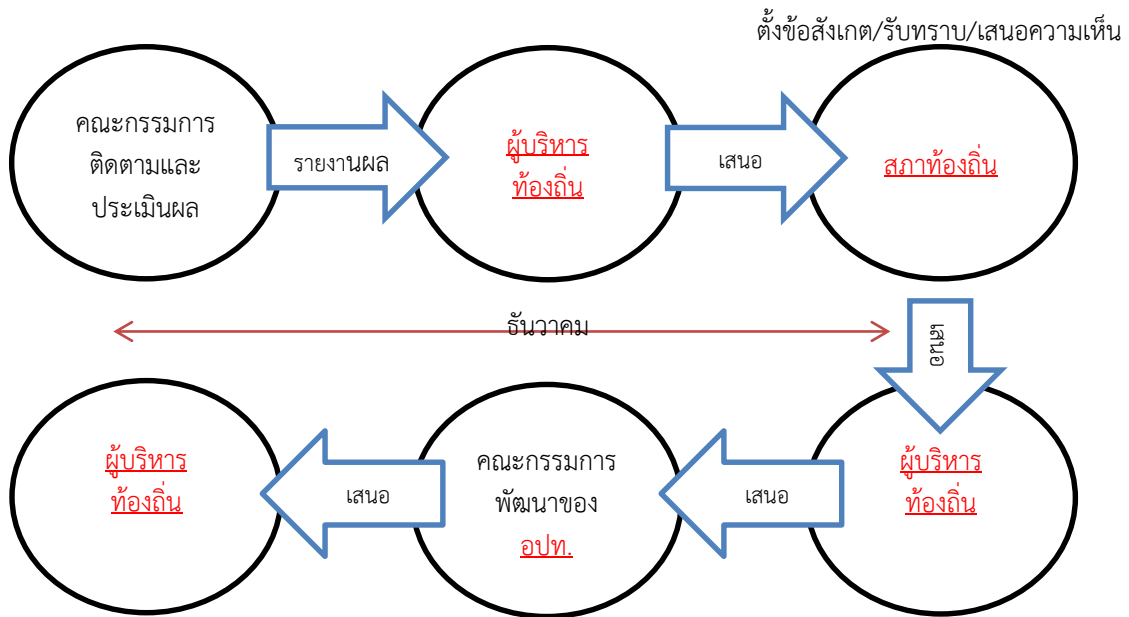 ตั้งข้อสังเกต/รับทราบ/เสนอความเห็น
คณะกรรมการ
ติดตามและ
ประเมินผล
รายงานผล
ผู้บริหาร
ท้องถิ่น
เสนอ
สภาท้องถิ่น
ธันวาคม
เสนอ
ผู้บริหาร
ท้องถิ่น
เสนอ
คณะกรรมการ
พัฒนาของ
อปท.
เสนอ
ผู้บริหาร
ท้องถิ่น